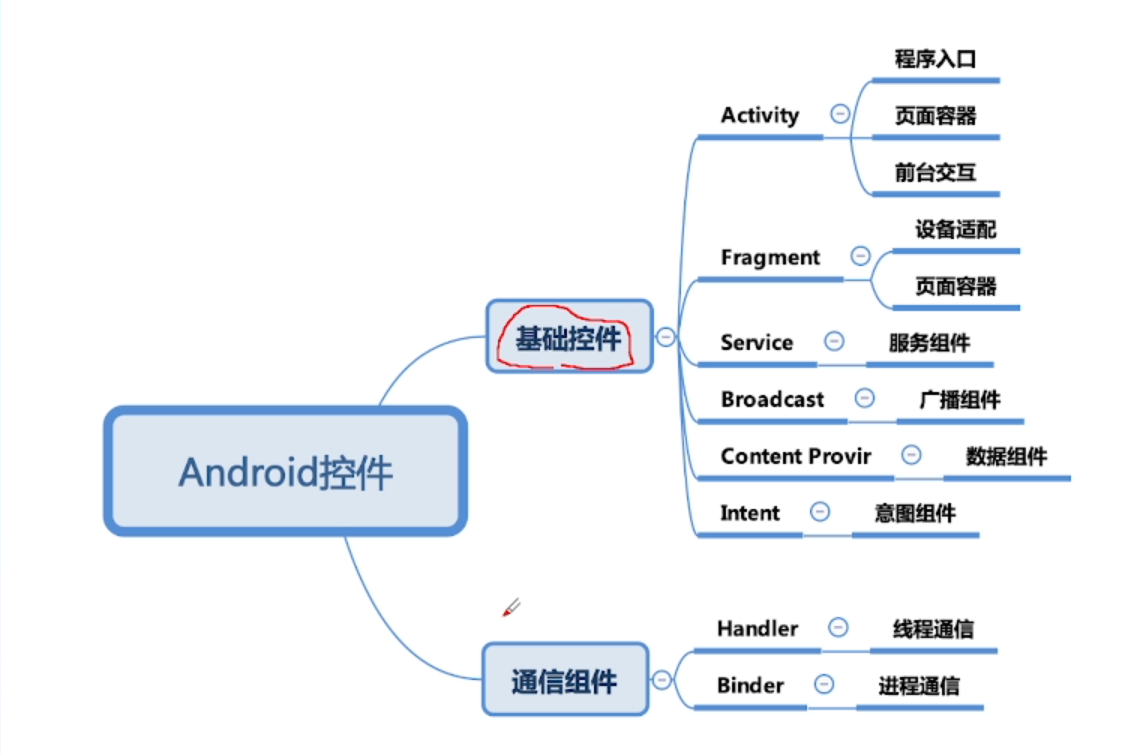 Android控件
基础控件
Activity
程序入口
页面容器
前台交互
Fragment
设备适配
页面容器
Service
服务组件
Broadcast
广播组件
Content Provir
数据组件
Intent
意图组件
通信组件
Handler
线程通信
Binder
进程通信